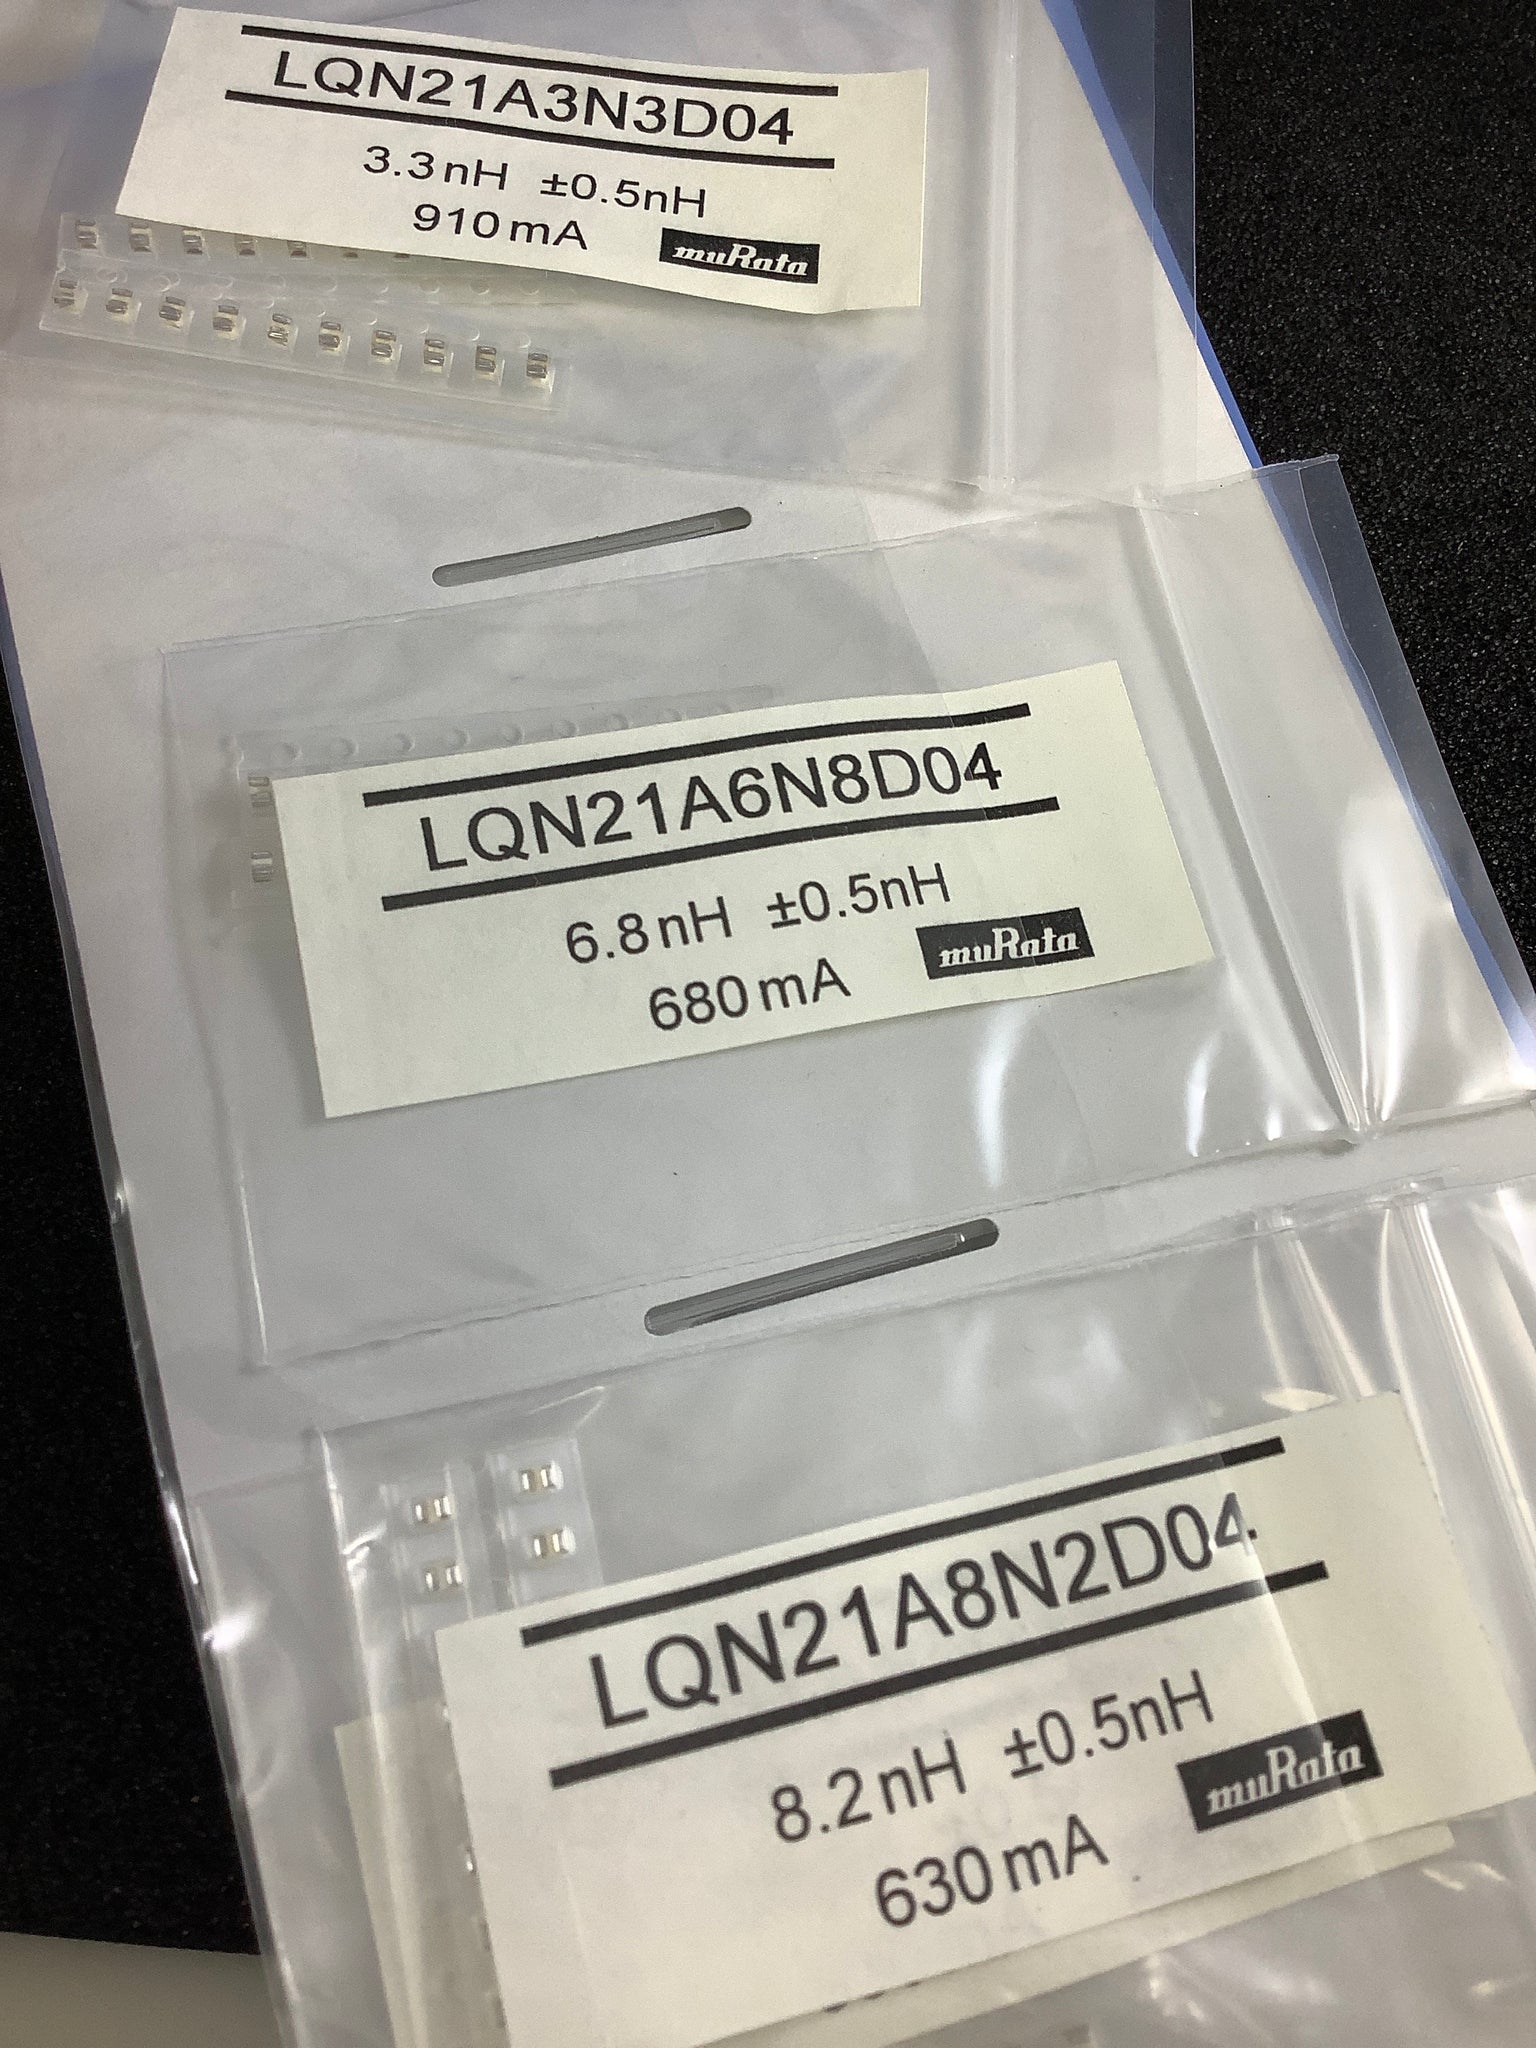 LQN21A3N3D04
3.3nH ±0.5nH
910mA
muRata
LQN21A6N8D04
6.8nH ±0.5nH
680mA
muRata
LQN21A8N2D04
8.2nH ±0.5nH
630mA
muRata